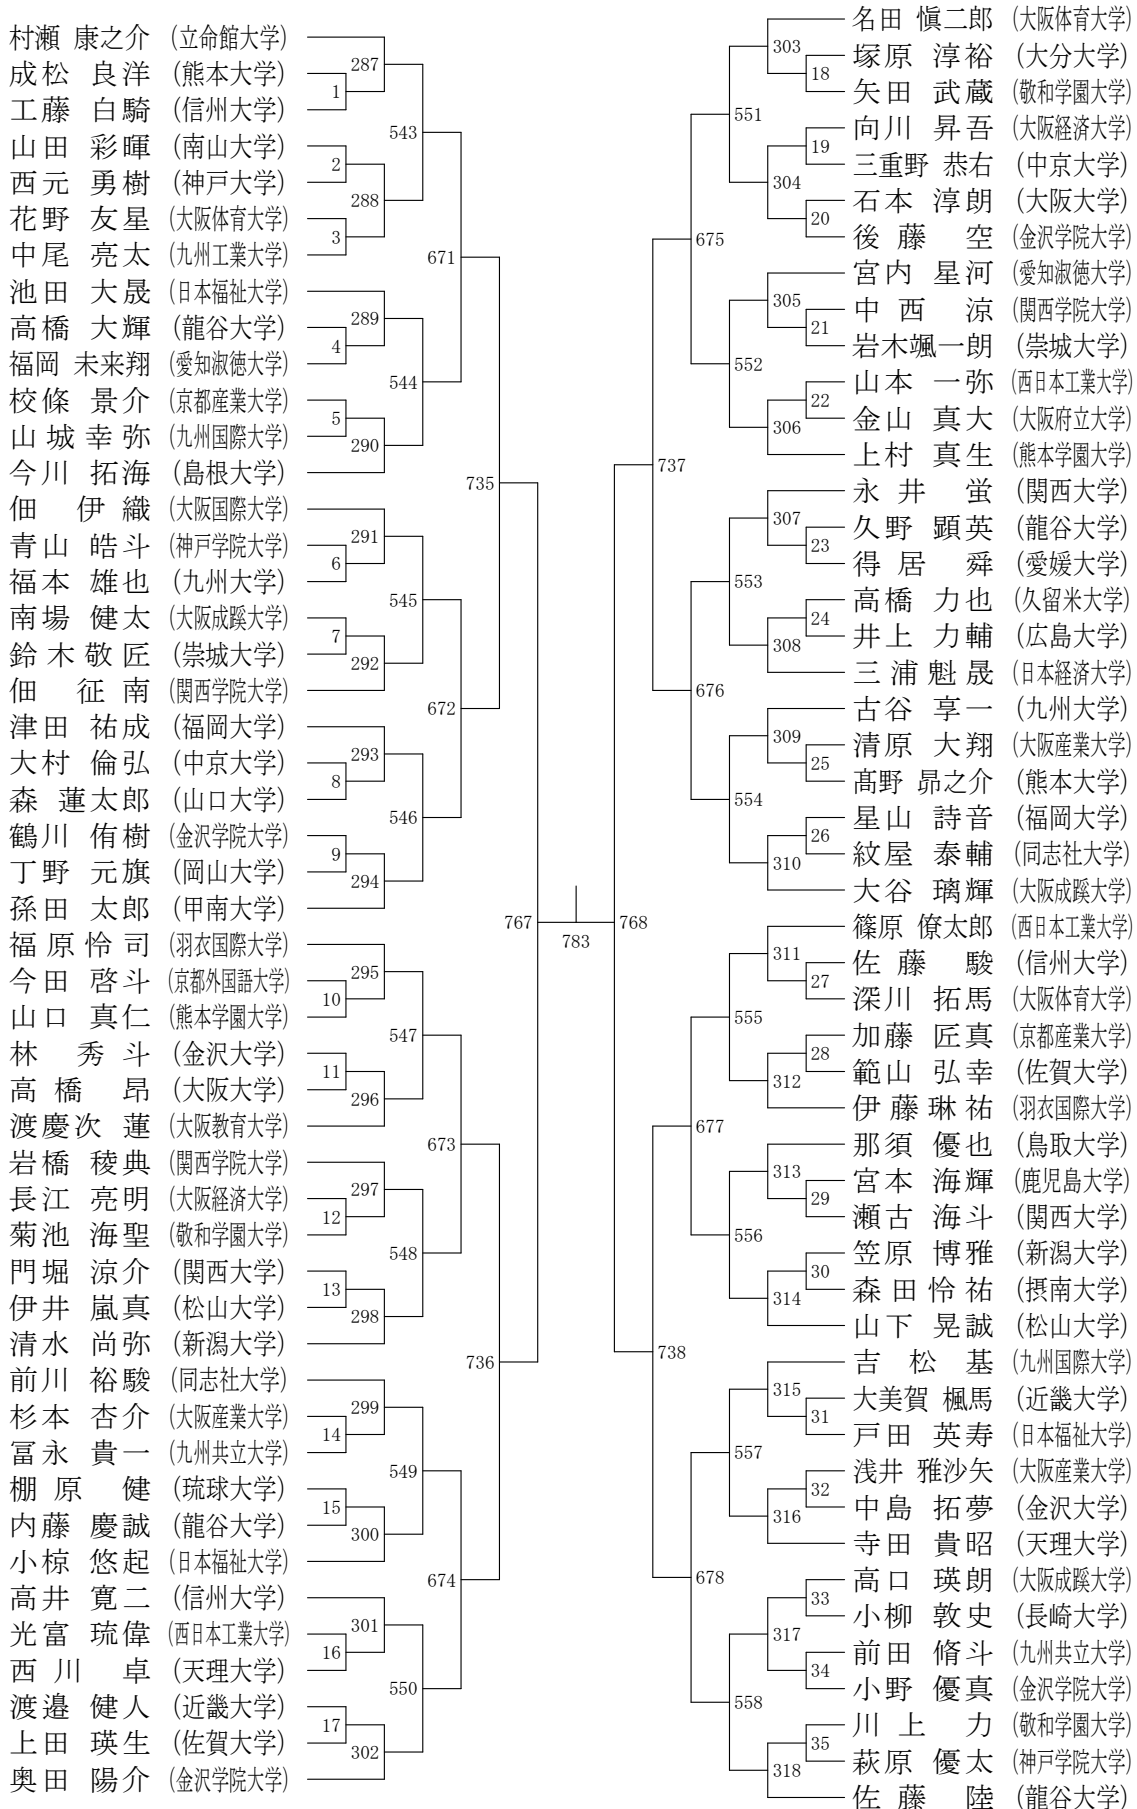 村瀬 康之介 (立命館大学)
成松 良洋 (熊本大学)
工藤 白騎 (信州大学)
山田 彩暉 (南山大学)
西元 勇樹 (神戸大学)
花野 友星 (大阪体育大学)
中尾 亮太 (九州工業大学)
池田 大晟 (日本福祉大学)
高橋 大輝 (龍谷大学)
福岡 未来翔 (愛知淑徳大学)
校條 景介 (京都産業大学)
山城 幸弥 (九州国際大学)
今川 拓海 (島根大学)
佃 伊織 (大阪国際大学)
青山 皓斗 (神戸学院大学)
福本 雄也 (九州大学)
南場 健太 (大阪成蹊大学)
鈴木 敬匠 (崇城大学)
佃 征南 (関西学院大学)
津田 祐成 (福岡大学)
大村 倫弘 (中京大学)
森 蓮太郎 (山口大学)
鶴川 侑樹 (金沢学院大学)
丁野 元旗 (岡山大学)
孫田 太郎 (甲南大学)
福原 怜司 (羽衣国際大学)
今田 啓斗 (京都外国語大学)
山口 真仁 (熊本学園大学)
林 秀斗 (金沢大学)
高橋 昂 (大阪大学)
渡慶次 蓮 (大阪教育大学)
岩橋 稜典 (関西学院大学)
長江 亮明 (大阪経済大学)
菊池 海聖 (敬和学園大学)
門堀 涼介 (関西大学)
伊井 嵐真 (松山大学)
清水 尚弥 (新潟大学)
前川 裕駿 (同志社大学)
杉本 杏介 (大阪産業大学)
冨永 貴一 (九州共立大学)
棚原 健 (琉球大学)
内藤 慶誠 (龍谷大学)
小椋 悠起 (日本福祉大学)
高井 寛二 (信州大学)
光富 琉偉 (西日本工業大学)
西川 卓 (天理大学)
渡邉 健人 (近畿大学)
上田 瑛生 (佐賀大学)
奥田 陽介 (金沢学院大学)
287
1
543
2
288
3
671
289
4
544
5
290
735
291
6
545
7
292
672
293
8
546
9
294
767
295
10
547
11
296
673
297
12
548
13
298
736
299
14
549
15
300
674
301
16
550
17
302
783
768
303
18
551
19
304
20
675
305
21
552
22
306
737
307
23
553
24
308
676
309
25
554
26
310
311
27
555
28
312
677
313
29
556
30
314
738
315
31
557
32
316
678
33
317
34
558
35
318
名田 愼二郎 (大阪体育大学)
塚原 淳裕 (大分大学)
矢田 武蔵 (敬和学園大学)
向川 昇吾 (大阪経済大学)
三重野 恭右 (中京大学)
石本 淳朗 (大阪大学)
後藤 空 (金沢学院大学)
宮内 星河 (愛知淑徳大学)
中西 涼 (関西学院大学)
岩木颯一朗 (崇城大学)
山本 一弥 (西日本工業大学)
金山 真大 (大阪府立大学)
上村 真生 (熊本学園大学)
永井 蛍 (関西大学)
久野 顕英 (龍谷大学)
得居 舜 (愛媛大学)
高橋 力也 (久留米大学)
井上 力輔 (広島大学)
三浦 魁晟 (日本経済大学)
古谷 享一 (九州大学)
清原 大翔 (大阪産業大学)
髙野 昴之介 (熊本大学)
星山 詩音 (福岡大学)
紋屋 泰輔 (同志社大学)
大谷 璃輝 (大阪成蹊大学)
篠原 僚太郎 (西日本工業大学)
佐藤 駿 (信州大学)
深川 拓馬 (大阪体育大学)
加藤 匠真 (京都産業大学)
範山 弘幸 (佐賀大学)
伊藤 琳祐 (羽衣国際大学)
那須 優也 (鳥取大学)
宮本 海輝 (鹿児島大学)
瀬古 海斗 (関西大学)
笠原 博雅 (新潟大学)
森田 怜祐 (摂南大学)
山下 晃誠 (松山大学)
吉松 基 (九州国際大学)
大美賀 楓馬 (近畿大学)
戸田 英寿 (日本福祉大学)
浅井 雅沙矢 (大阪産業大学)
中島 拓夢 (金沢大学)
寺田 貴昭 (天理大学)
高口 瑛朗 (大阪成蹊大学)
小柳 敦史 (長崎大学)
前田 脩斗 (九州共立大学)
小野 優真 (金沢学院大学)
川上 力 (敬和学園大学)
萩原 優太 (神戸学院大学)
佐藤 陸 (龍谷大学)